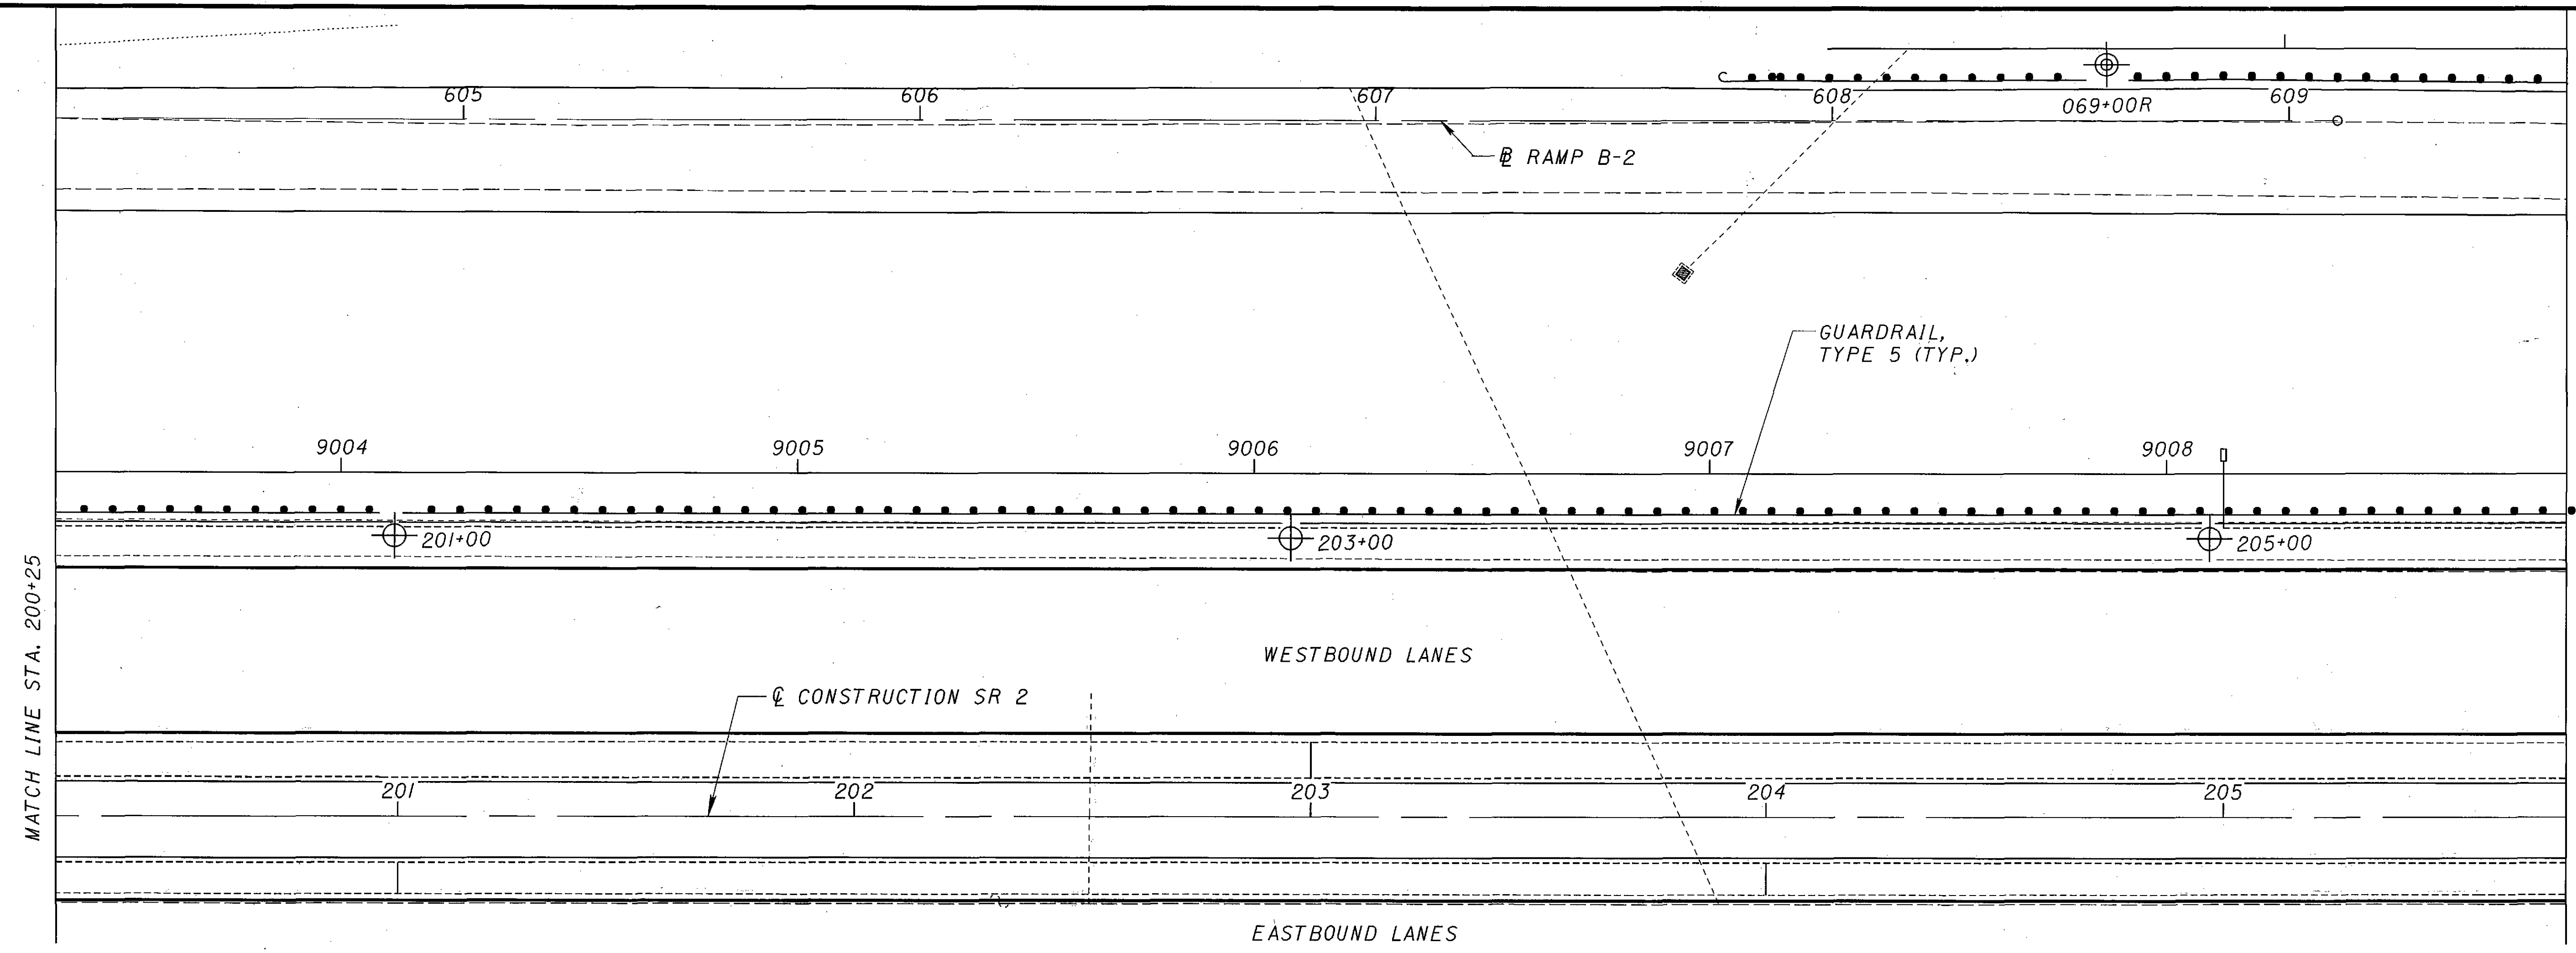 605
606
607
608
069+00R
609
℄ RAMP B-2
GUARDRAIL,
TYPE 5 (TYP.)
9004
9005
9006
9007
9008
201+00
203+00
205+00
MATCH LINE STA. 200+25
WESTBOUND LANES
℄ CONSTRUCTION SR 2
201
202
203
204
205
EASTBOUND LANES